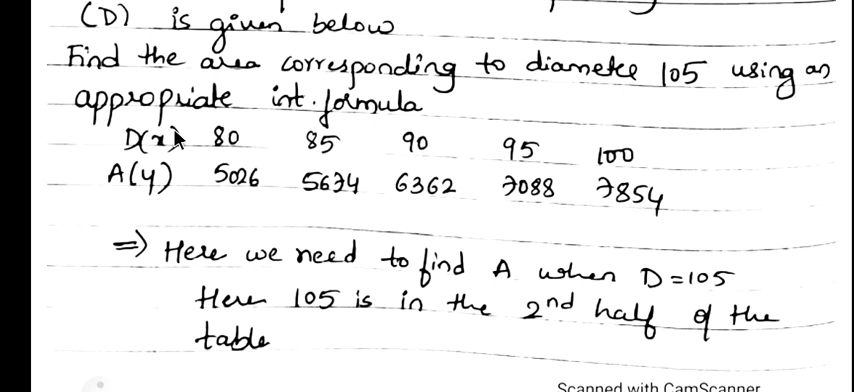 (D) is given below
Find the area corresponding to diamete 105 using an
appropriate int. formula
D(x) 80 85 90 95 100
A(y) 5026 5674 6362 7088 7854
⇒ Here we need to find A when D=105
Here 105 is in the 2nd half of the
table
Scanned with CamScanner